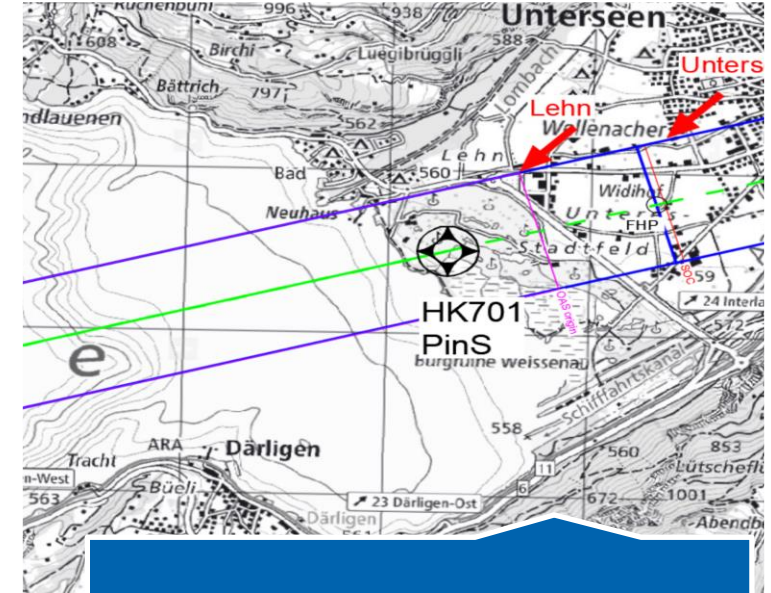 Ruchenbühl
996
938
Unterseen
608
Birchi
Luegibrüggli
588
Lombach
Unters
Bättrich
797
ndlauenen
562
Lehn
Wellenacher
Lehn
Bad
560
Neuhaus
Widihof
Unteres
FHP
Stadtfeld
SOC
59
OAS origin
24 Interla
HK701
PinS
572
e
Burgruine Weissenau
Schifffahrtskanal
558
853
ARA
Därligen
560
Tracht
11
Lütschefl
n-West
Büeli
6
563
23 Därligen-Ost
672
1001
Därligen
Abendb